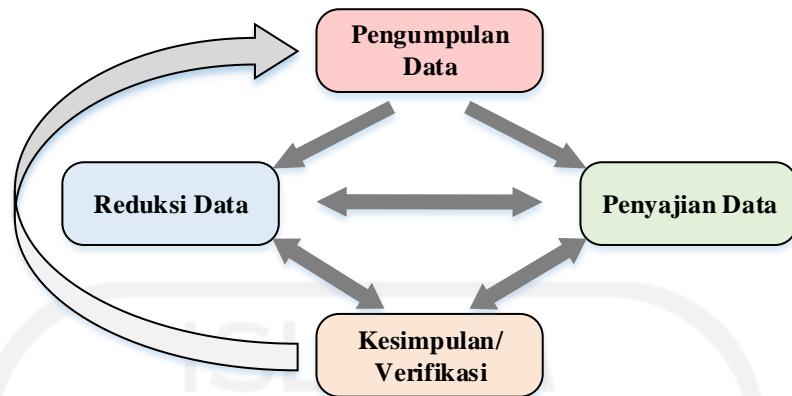 Pengumpulan
Data
Reduksi Data
Penyajian Data
Kesimpulan/
Verifikasi